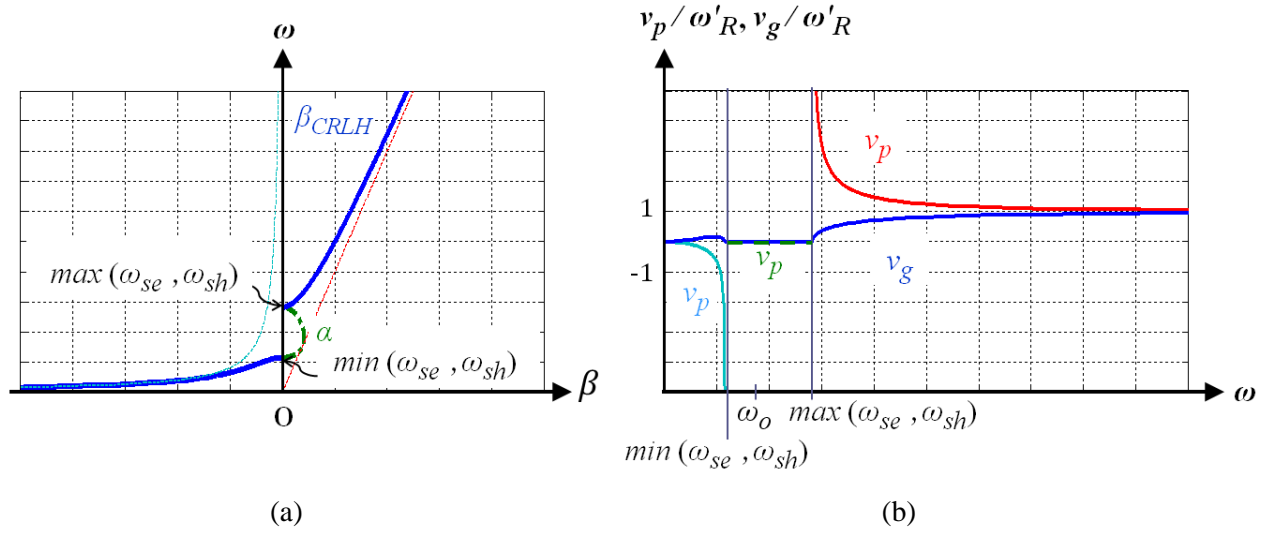 ω
β_CRLH
max (ω_se , ω_sh)
α
min (ω_se , ω_sh)
β
O
(a)
v_p / ω'_R, v_g / ω'_R
v_p
1
-1
v_p
v_p
v_g
ω_o
max (ω_se , ω_sh)
ω
min (ω_se , ω_sh)
(b)